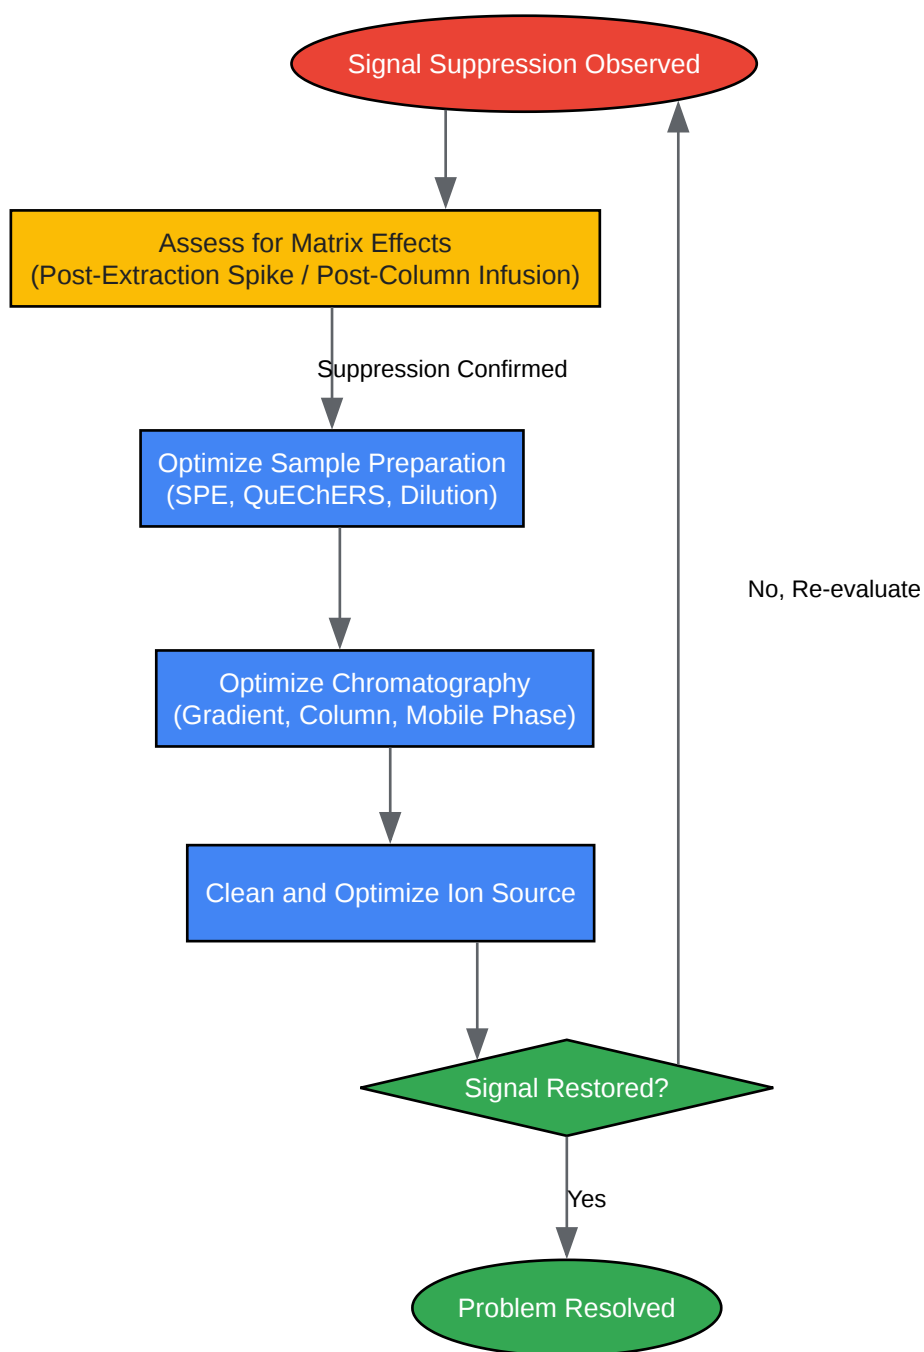 Signal Suppression Observed
Assess for Matrix Effects
(Post-Extraction Spike / Post-Column Infusion)
Suppression Confirmed
Optimize Sample Preparation
(SPE, QuEChERS, Dilution)
No, Re-evaluate
Optimize Chromatography
(Gradient, Column, Mobile Phase)
Clean and Optimize Ion Source
Signal Restored?
Yes
Problem Resolved